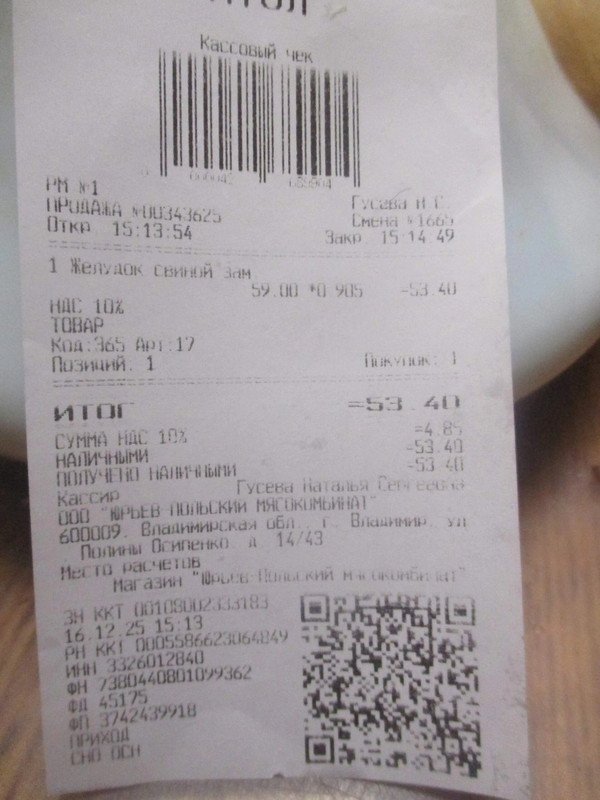 Кассовый чек
РМ №1
Гусева Н.С.
ПРОДАЖА №00343625
Смена №1665
Откр. 15:13:54
Закр. 15:14:49
1 Желудок свиной зам
59.00 *0.905 =53.40
НДС 10%
ТОВАР
Код:365 Арт:17
Позиций: 1
Покупок: 1
ИТОГ =53.40
СУММА НДС 10% =4.85
НАЛИЧНЫМИ =53.40
ПОЛУЧЕНО НАЛИЧНЫМИ =53.40
Кассир Гусева Наталья Сергеевна
ООО "ЮРЬЕВ-ПОЛЬСКИЙ МЯСОКОМБИНАТ"
600009, Владимирская обл., г. Владимир, ул
Полины Осипенко, д. 14/43
Место расчетов
Магазин "Юрьев-Польский мясокомбинат"
ЗН ККТ
16.12.25 15:13
РН ККТ 0005586623064849
ИНН 3326012840
ФН 7380440801099362
ФД 45175
ФП 3742439918
ПРИХОД
СНО ОСН